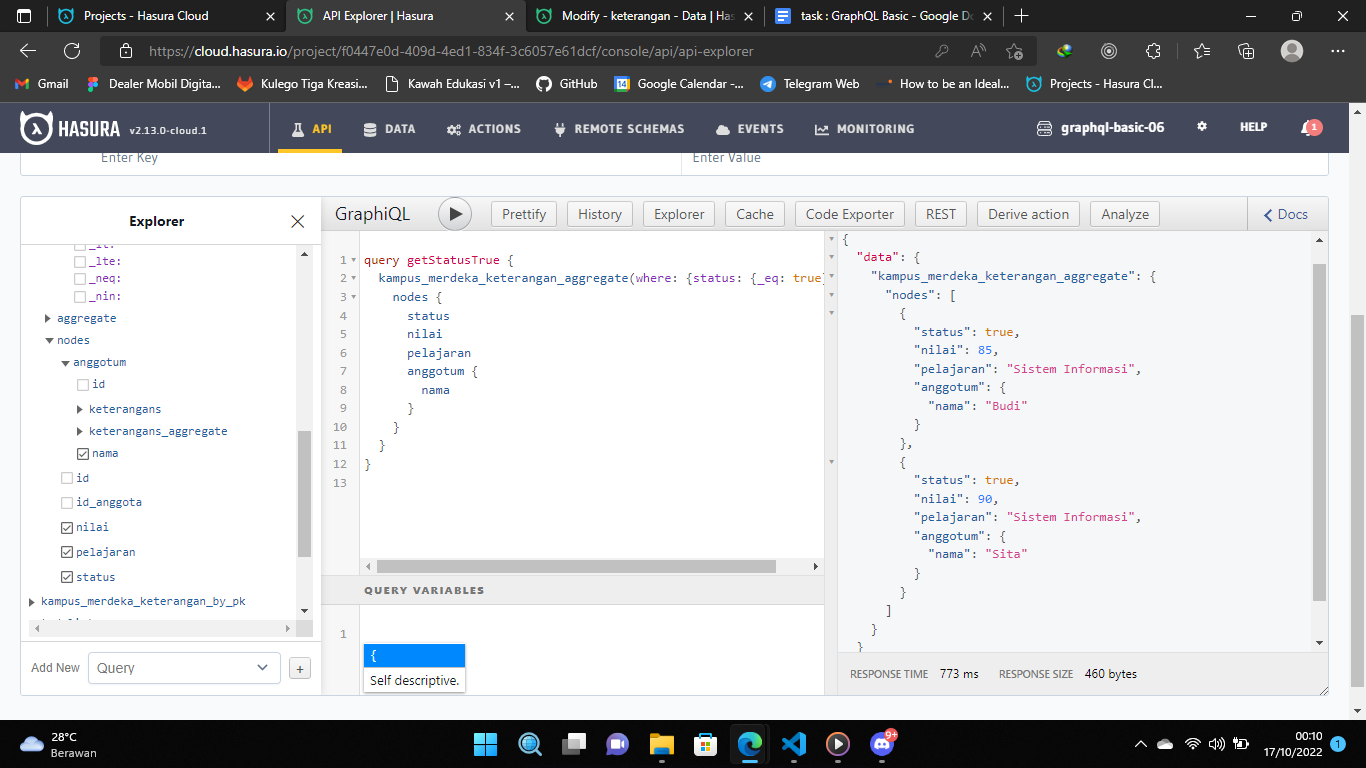 Projects - Hasura Cloud
API Explorer | Hasura
Modify - keterangan - Data | Has
task : GraphQL Basic - Google Do
https://cloud.hasura.io/project/f0447e0d-409d-4ed1-834f-3c6057e61dcf/console/api/api-explorer
Gmail
Dealer Mobil Digita...
Kulego Tiga Kreasi...
Kawah Edukasi v1 –...
GitHub
14
Google Calendar -...
Telegram Web
How to be an Ideal...
Projects - Hasura Cl...
HASURA v2.13.0-cloud.1
API
DATA
ACTIONS
REMOTE SCHEMAS
EVENTS
MONITORING
graphql-basic-06
HELP
1
Enter Key
Enter Value
Explorer
_lt:
_lte:
_neq:
_nin:
aggregate
nodes
anggotum
id
keterangans
keterangans_aggregate
nama
id
id_anggota
nilai
pelajaran
status
kampus_merdeka_keterangan_by_pk
Add New
Query
+
GraphiQL
Prettify
History
Explorer
Cache
Code Exporter
REST
Derive action
Analyze
Docs
1 query getStatusTrue {
2 kampus_merdeka_keterangan_aggregate(where: {status: {_eq: true}
3 nodes {
4 status
5 nilai
6 pelajaran
7 anggotum {
8 nama
9 }
10 }
11 }
12 }
13
QUERY VARIABLES
1
{
Self descriptive.
{
"data": {
"kampus_merdeka_keterangan_aggregate": {
"nodes": [
{
"status": true,
"nilai": 85,
"pelajaran": "Sistem Informasi",
"anggotum": {
"nama": "Budi"
}
},
{
"status": true,
"nilai": 90,
"pelajaran": "Sistem Informasi",
"anggotum": {
"nama": "Sita"
}
}
]
}
}
RESPONSE TIME 773 ms RESPONSE SIZE 460 bytes
28°C
Berawan
9+
00:10
17/10/2022
1